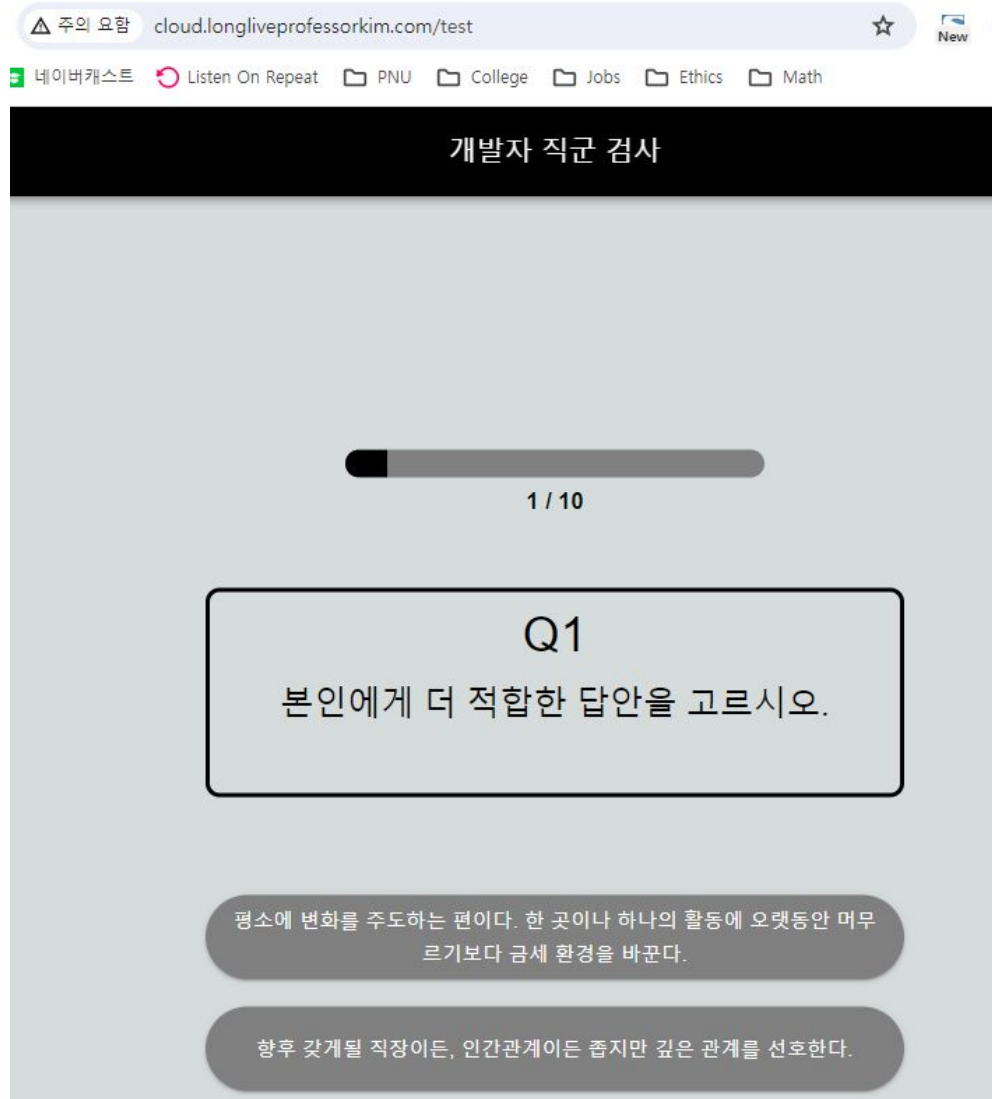 주의 요함 cloud.longliveprofessorkim.com/test New
네이버캐스트 Listen On Repeat PNU College Jobs Ethics Math
개발자 직군 검사
1 / 10
Q1
본인에게 더 적합한 답안을 고르시오.
평소에 변화를 주도하는 편이다. 한 곳이나 하나의 활동에 오랫동안 머무
르기보다 금세 환경을 바꾼다.
향후 갖게될 직장이든, 인간관계이든 좁지만 깊은 관계를 선호한다.